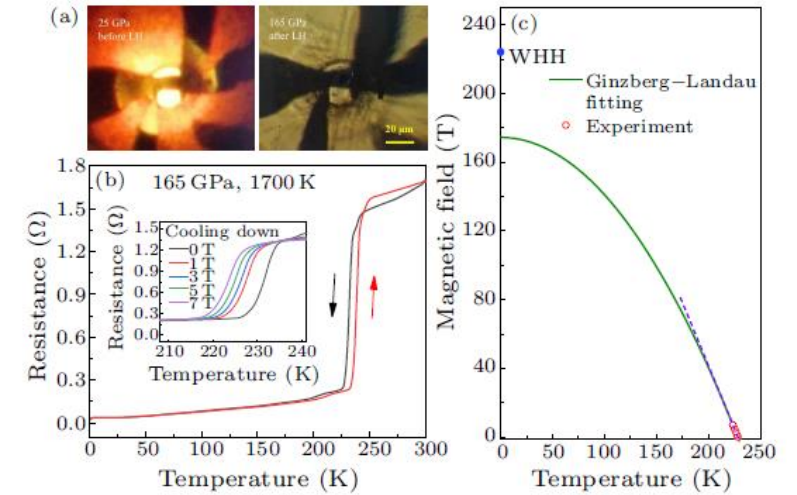 (a)
25 GPa
before LH
165 GPa
after LH
20 μm
(b)
165 GPa, 1700 K
Resistance (Ω)
1.8
1.5
1.2
0.9
0.6
0.3
0.0
0 50 100 150 200 250 300
Temperature (K)
Cooling down
0 T
1 T
3 T
5 T
7 T
Resistance (Ω)
1.5
1.2
0.9
0.6
0.3
0.0
210 220 230 240
Temperature (K)
(c)
WHH
Ginzberg−Landau
fitting
Experiment
Magnetic field (T)
240
200
160
120
80
40
0
0 50 100 150 200 250
Temperature (K)